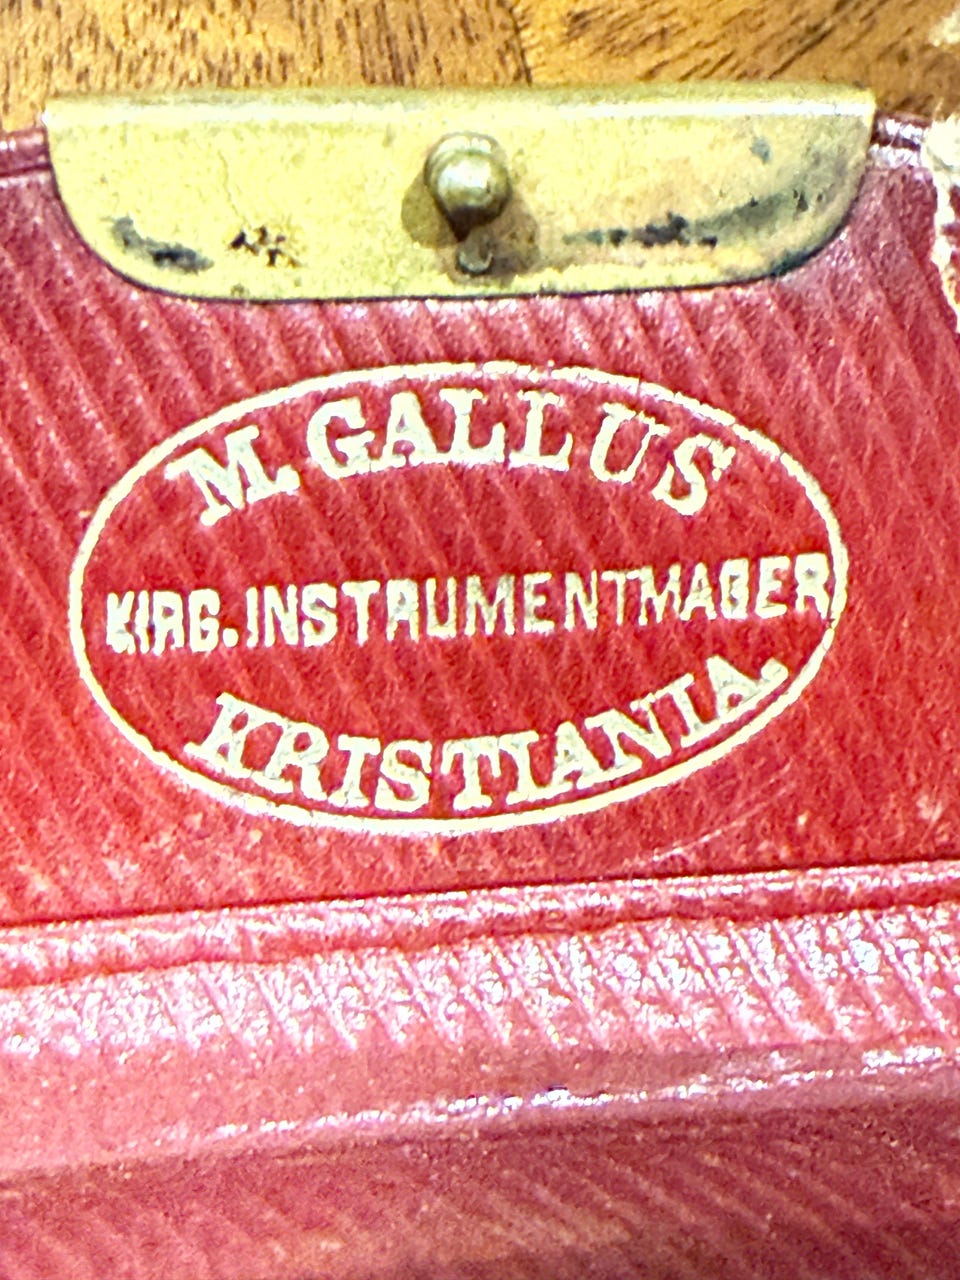 M. GALLUS
KIRG. INSTRUMENTMAGER
KRISTIANIA.